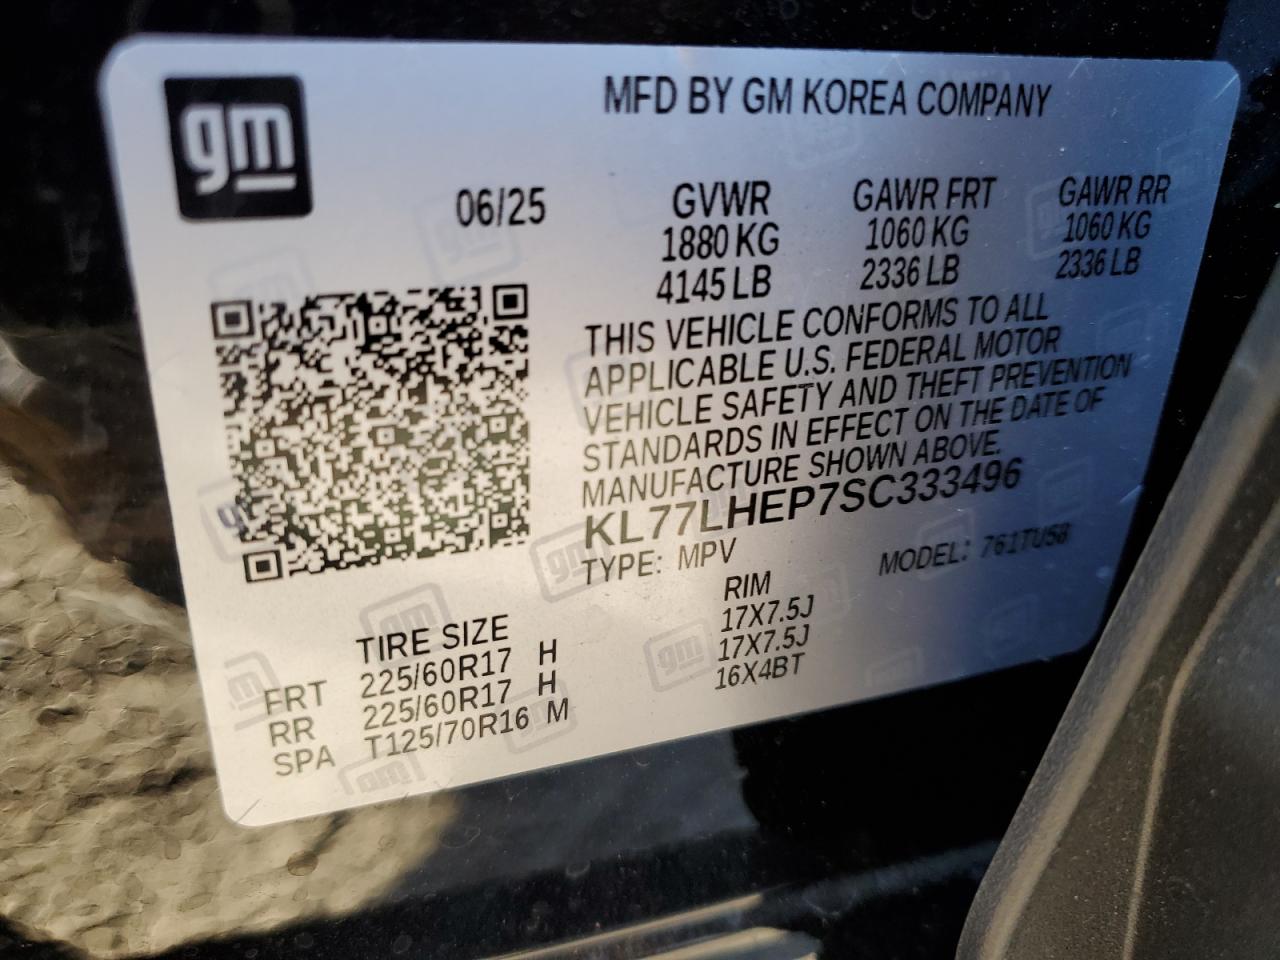 gm
MFD BY GM KOREA COMPANY
06/25 GVWR GAWR FRT GAWR RR
1880 KG 1060 KG 1060 KG
4145 LB 2336 LB 2336 LB
THIS VEHICLE CONFORMS TO ALL
APPLICABLE U.S. FEDERAL MOTOR
VEHICLE SAFETY AND THEFT PREVENTION
STANDARDS IN EFFECT ON THE DATE OF
MANUFACTURE SHOWN ABOVE.
KL77LHEP7SC333496
TYPE: MPV MODEL: 761TU58
TIRE SIZE RIM
FRT 225/60R17 H 17X7.5J
RR 225/60R17 H 17X7.5J
SPA T125/70R16 M 16X4BT